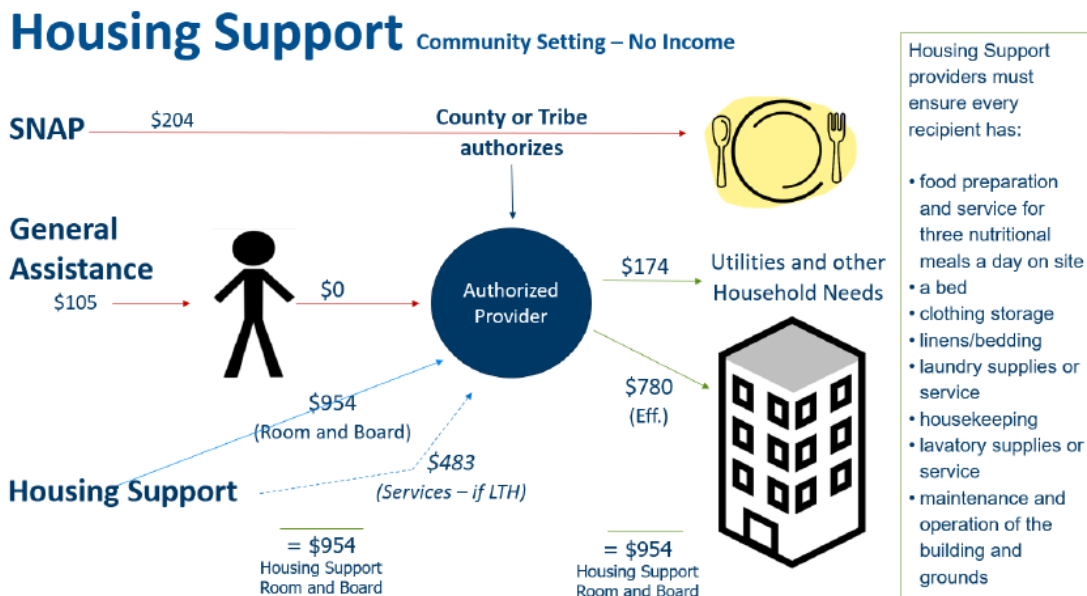 Housing Support Community Setting – No Income
SNAP
$204
County or Tribe
authorizes
General
Assistance
$105
$0
Authorized
Provider
$174
Utilities and other
Household Needs
$954
(Room and Board)
$780
(Eff.)
Housing Support
$483
(Services – if LTH)
= $954
Housing Support
Room and Board
= $954
Housing Support
Room and Board
Housing Support
providers must
ensure every
recipient has:
• food preparation
and service for
three nutritional
meals a day on site
• a bed
• clothing storage
• linens/bedding
• laundry supplies or
service
• housekeeping
• lavatory supplies or
service
• maintenance and
operation of the
building and
grounds